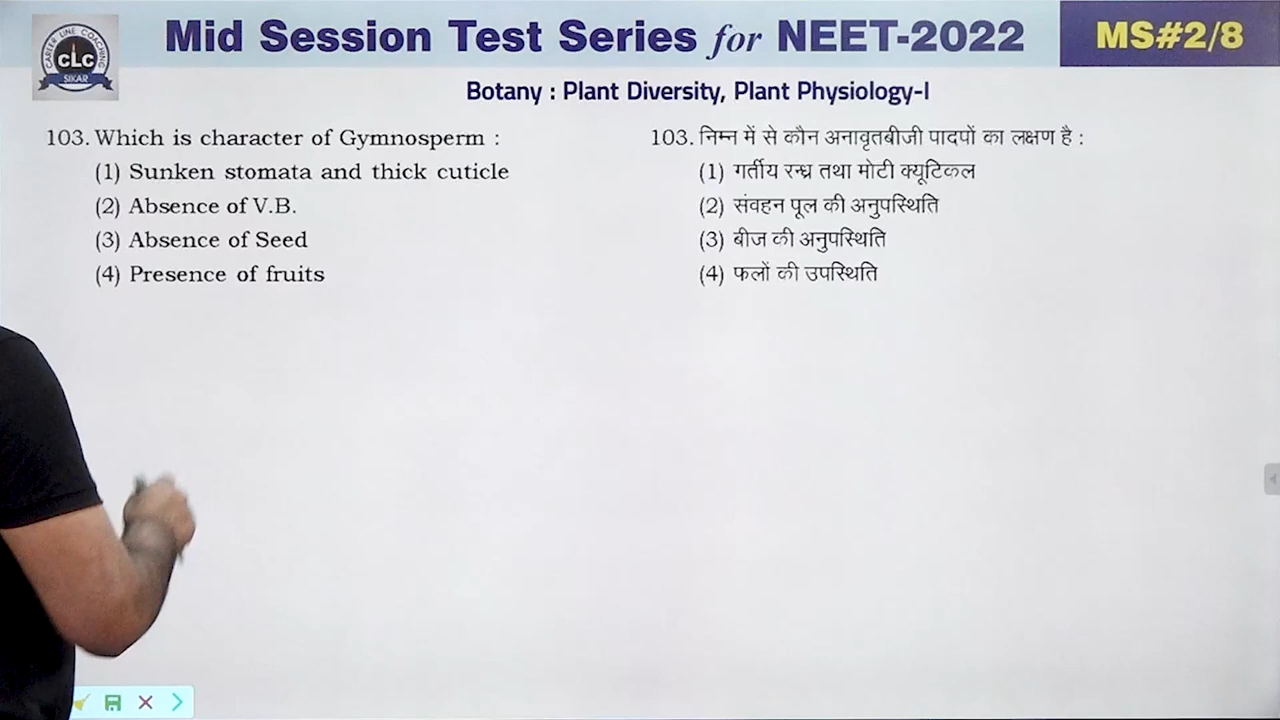 CAREER LINE COACHING
CLC
SIKAR
Mid Session Test Series for NEET-2022
MS#2/8
Botany : Plant Diversity, Plant Physiology-I
103. Which is character of Gymnosperm :
(1) Sunken stomata and thick cuticle
(2) Absence of V.B.
(3) Absence of Seed
(4) Presence of fruits
103. निम्न में से कौन अनावृतबीजी पादपों का लक्षण है :
(1) गर्तीय रन्ध्र तथा मोटी क्यूटिकल
(2) संवहन पूल की अनुपस्थिति
(3) बीज की अनुपस्थिति
(4) फलों की उपस्थिति